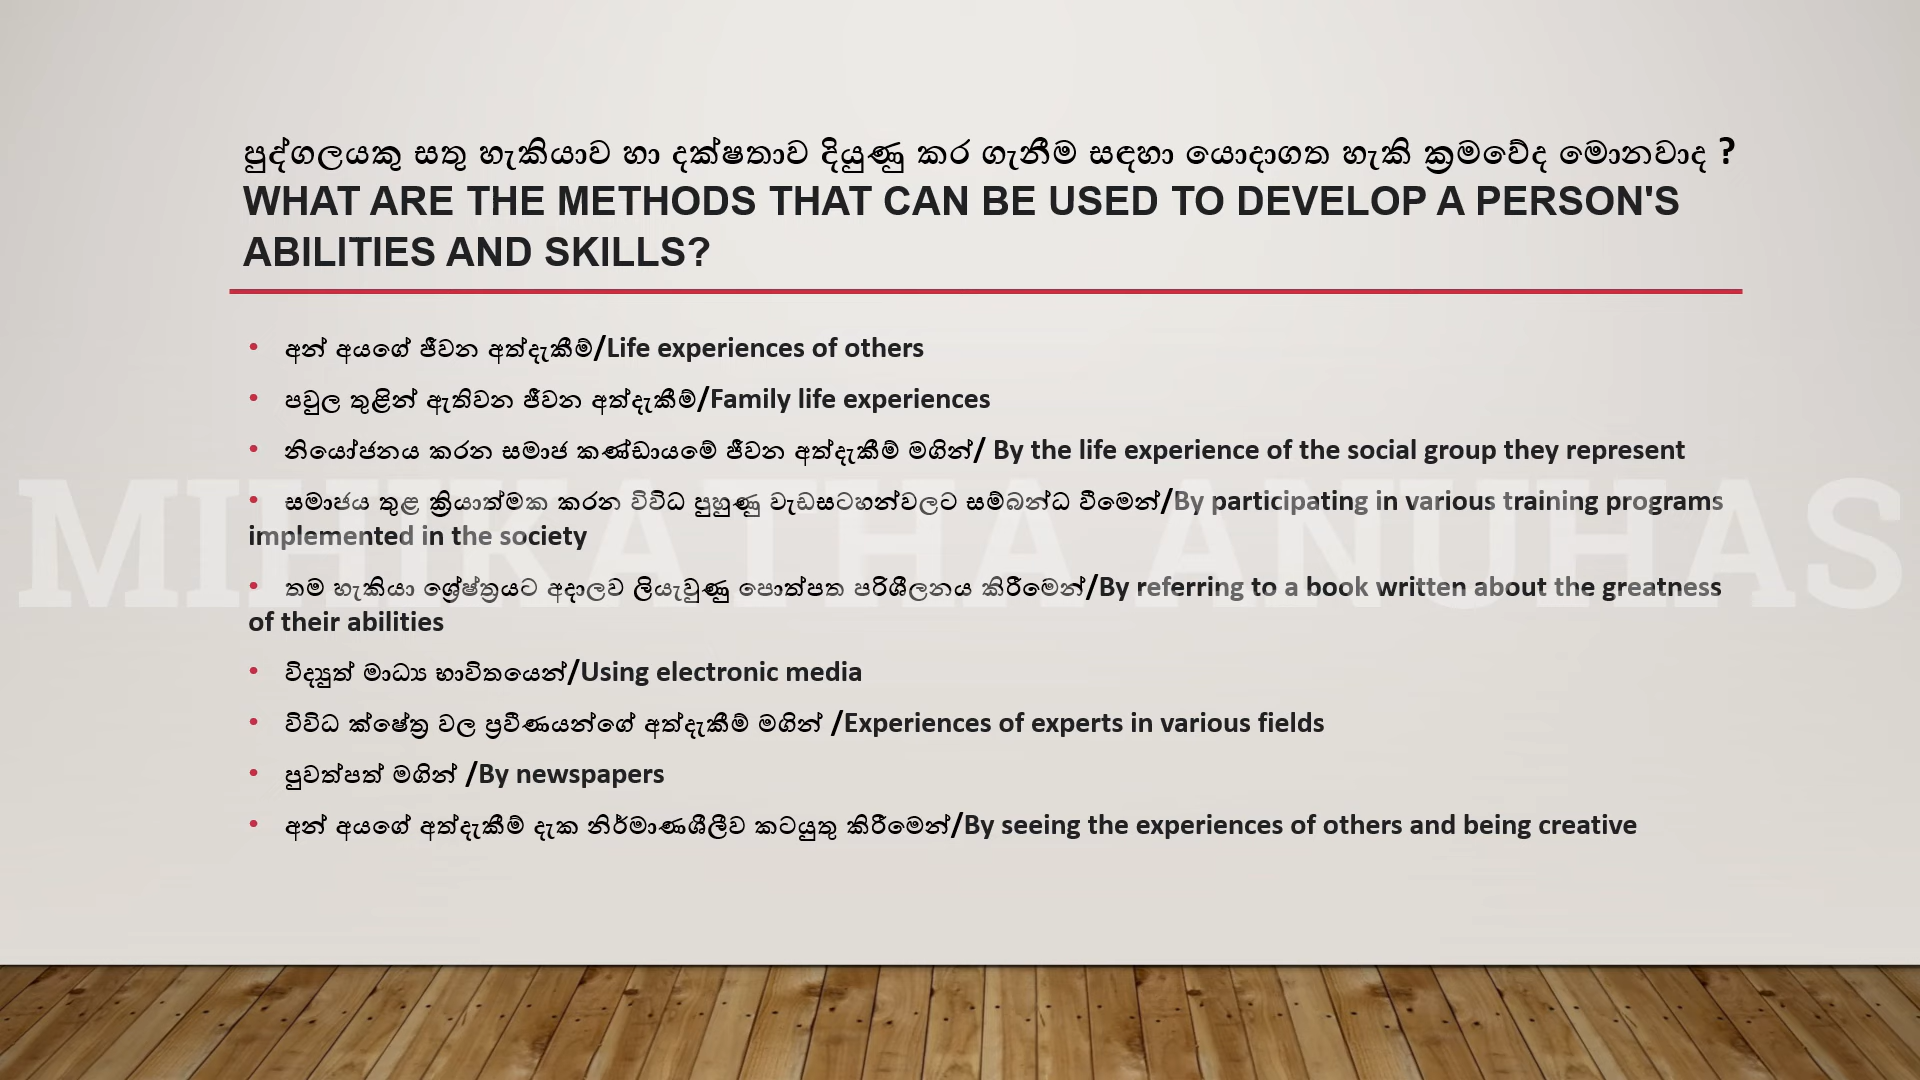 පුද්ගලයකු සතු හැකියාව හා දක්ෂතාව දියුණු කර ගැනීම සඳහා යොදාගත හැකි ක්‍රමවේද මොනවාද ?
WHAT ARE THE METHODS THAT CAN BE USED TO DEVELOP A PERSON'S
ABILITIES AND SKILLS?
• අන් අයගේ ජීවන අත්දැකීම්/Life experiences of others
• පවුල තුළින් ඇතිවන ජීවන අත්දැකීම්/Family life experiences
• නියෝජනය කරන සමාජ කණ්ඩායමේ ජීවන අත්දැකීම් මගින්/ By the life experience of the social group they represent
• සමාජය තුළ ක්‍රියාත්මක කරන විවිධ පුහුණු වැඩසටහන්වලට සම්බන්ධ වීමෙන්/By participating in various training programs
implemented in the society
• තම හැකියා ශ්‍රේෂ්ත්‍රයට අදාලව ලියැවුණු පොත්පත පරිශීලනය කිරීමෙන්/By referring to a book written about the greatness
of their abilities
• විද්‍යුත් මාධ්‍ය භාවිතයෙන්/Using electronic media
• විවිධ ක්ෂේත්‍ර වල ප්‍රවීණයන්ගේ අත්දැකීම් මගින් /Experiences of experts in various fields
• පුවත්පත් මගින් /By newspapers
• අන් අයගේ අත්දැකීම් දැක නිර්මාණශීලීව කටයුතු කිරීමෙන්/By seeing the experiences of others and being creative
MIHIKATHA ANUHAS